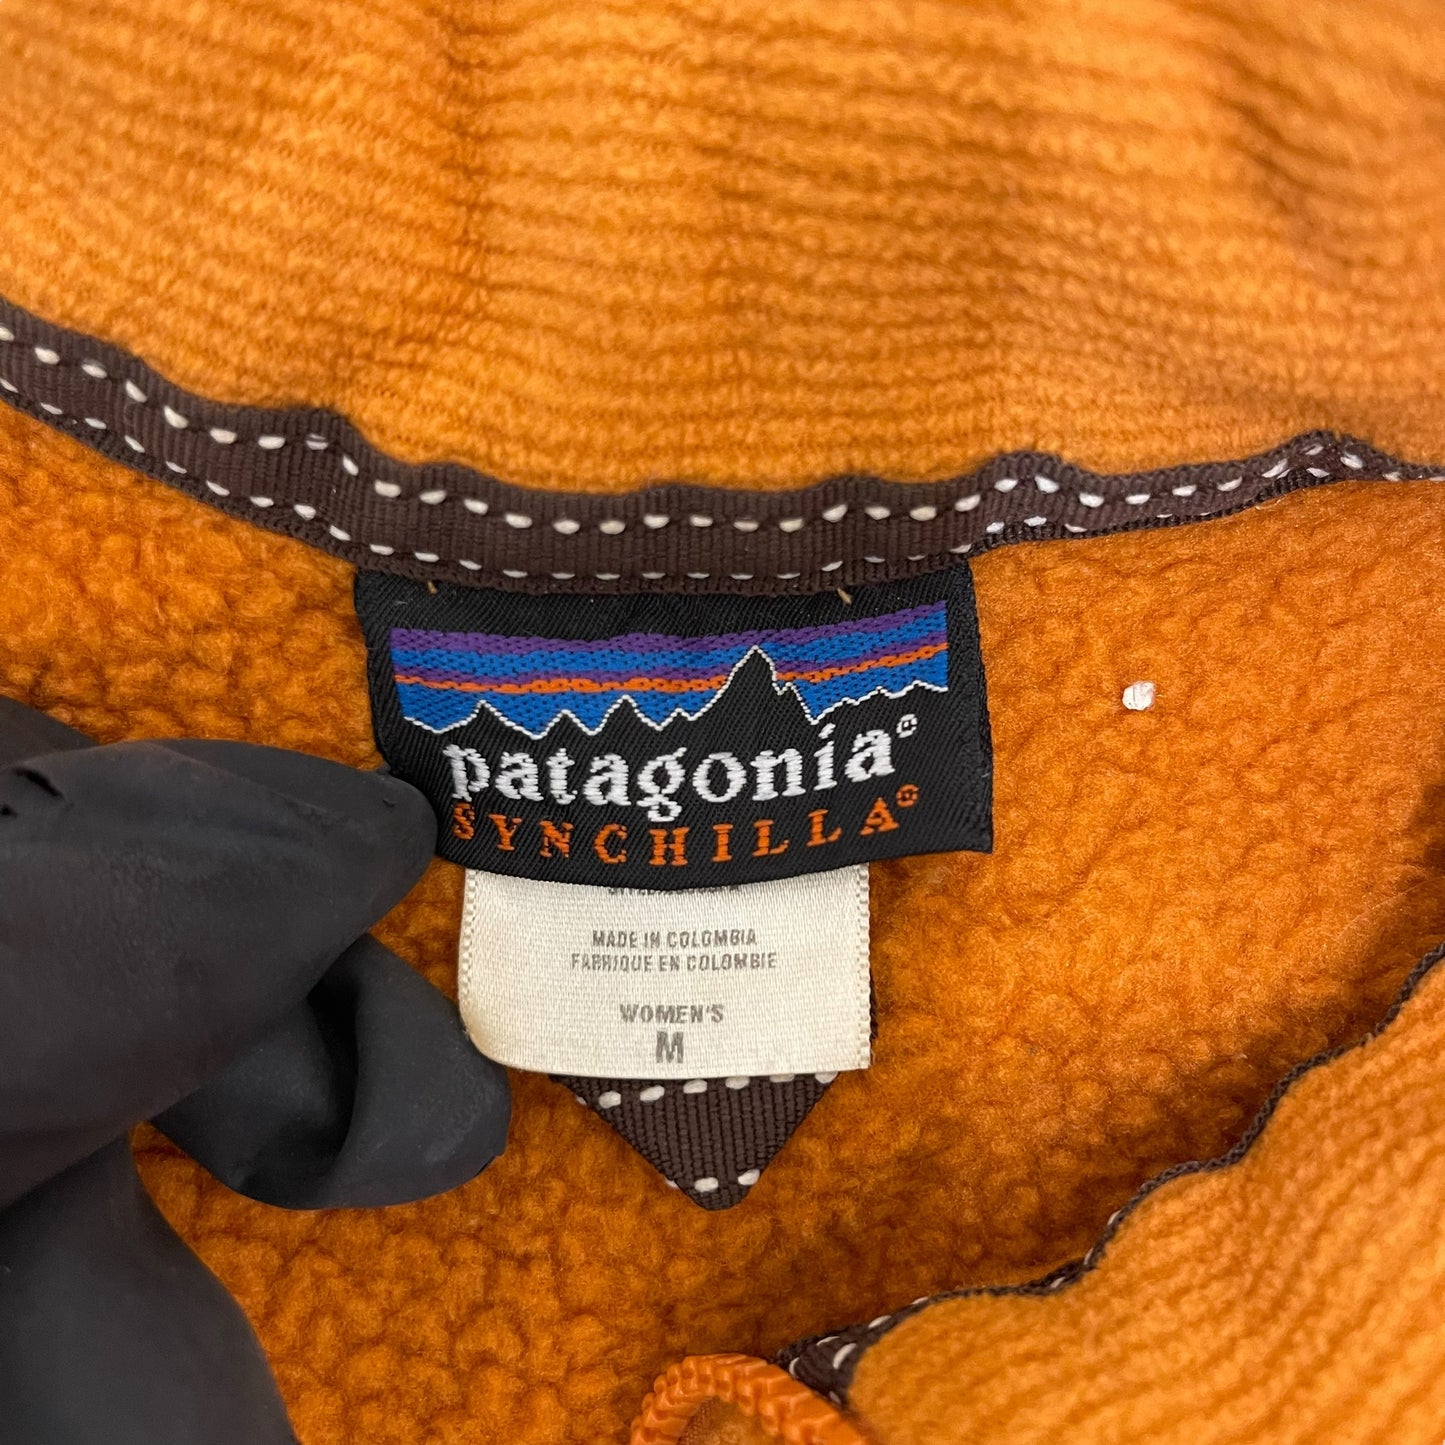 patagonia®
SYNCHILLA®
MADE IN COLOMBIA
FABRIQUE EN COLOMBIE
WOMEN'S
M